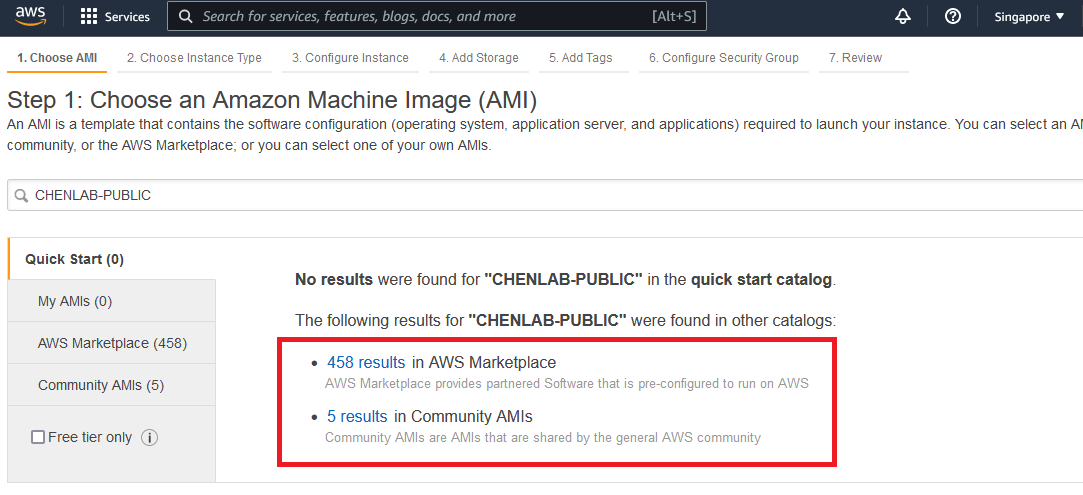 aws
Services
Search for services, features, blogs, docs, and more
[Alt+S]
Singapore
1. Choose AMI
2. Choose Instance Type
3. Configure Instance
4. Add Storage
5. Add Tags
6. Configure Security Group
7. Review
Step 1: Choose an Amazon Machine Image (AMI)
An AMI is a template that contains the software configuration (operating system, application server, and applications) required to launch your instance. You can select an
community, or the AWS Marketplace; or you can select one of your own AMIs.
CHENLAB-PUBLIC
Quick Start (0)
My AMIs (0)
AWS Marketplace (458)
Community AMIs (5)
Free tier only
No results were found for "CHENLAB-PUBLIC" in the quick start catalog.
The following results for "CHENLAB-PUBLIC" were found in other catalogs:
• 458 results in AWS Marketplace
AWS Marketplace provides partnered Software that is pre-configured to run on AWS
• 5 results in Community AMIs
Community AMIs are AMIs that are shared by the general AWS community